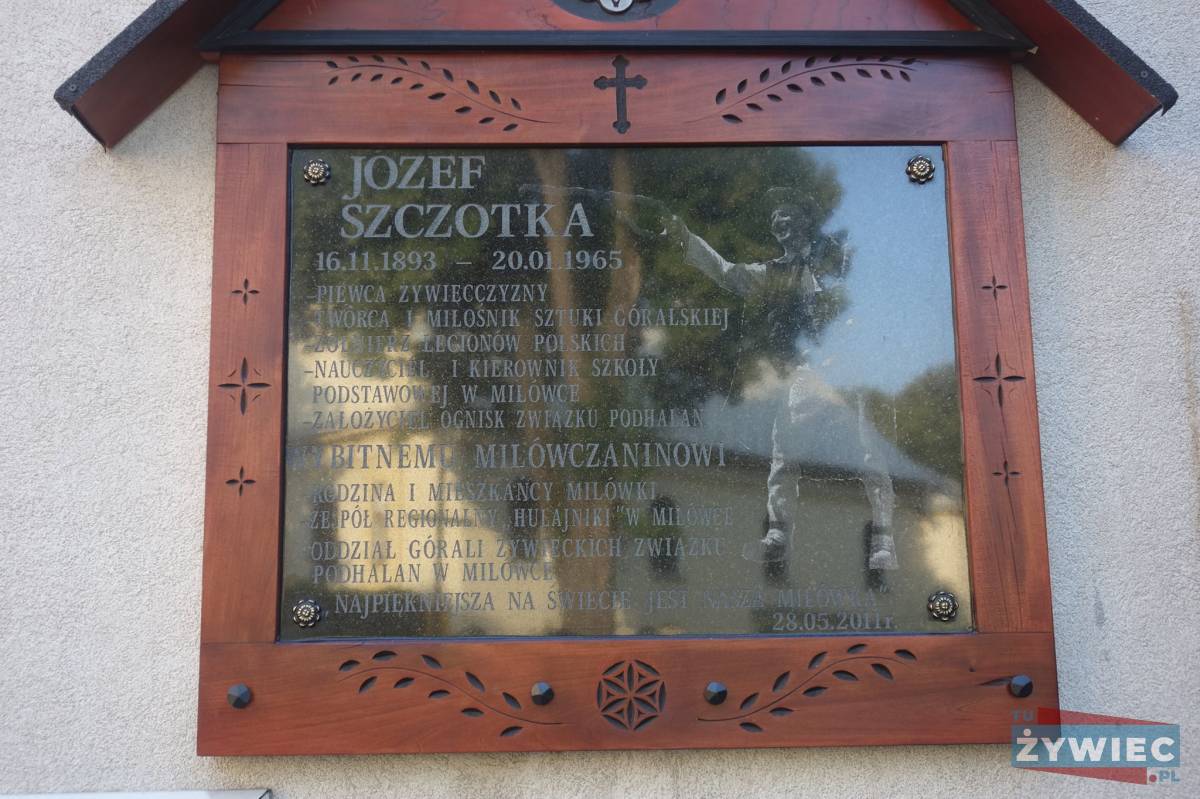 JÓZEF
SZCZOTKA
16.11.1893 – 20.01.1965
-PIEWCA ŻYWIECCZYZNY
-TWÓRCA I MIŁOŚNIK SZTUKI GÓRALSKIEJ
-ŻOŁNIERZ LEGIONÓW POLSKICH
-NAUCZYCIEL I KIEROWNIK SZKOŁY
PODSTAWOWEJ W MILÓWCE
-ZAŁOŻYCIEL OGNISK ZWIĄZKU PODHALAN
WYBITNEMU MILÓWCZANINOWI
-RODZINA I MIESZKAŃCY MILÓWKI
-ZESPÓŁ REGIONALNY „HULAJNIKI" W MILÓWCE
-ODDZIAŁ GÓRALI ŻYWIECKICH ZWIĄZKU
PODHALAN W MILÓWCE
„NAJPIĘKNIEJSZA NA ŚWIECIE JEST NASZA MILÓWKA"
28.05.2011r.
TU
ŻYWIEC
.PL